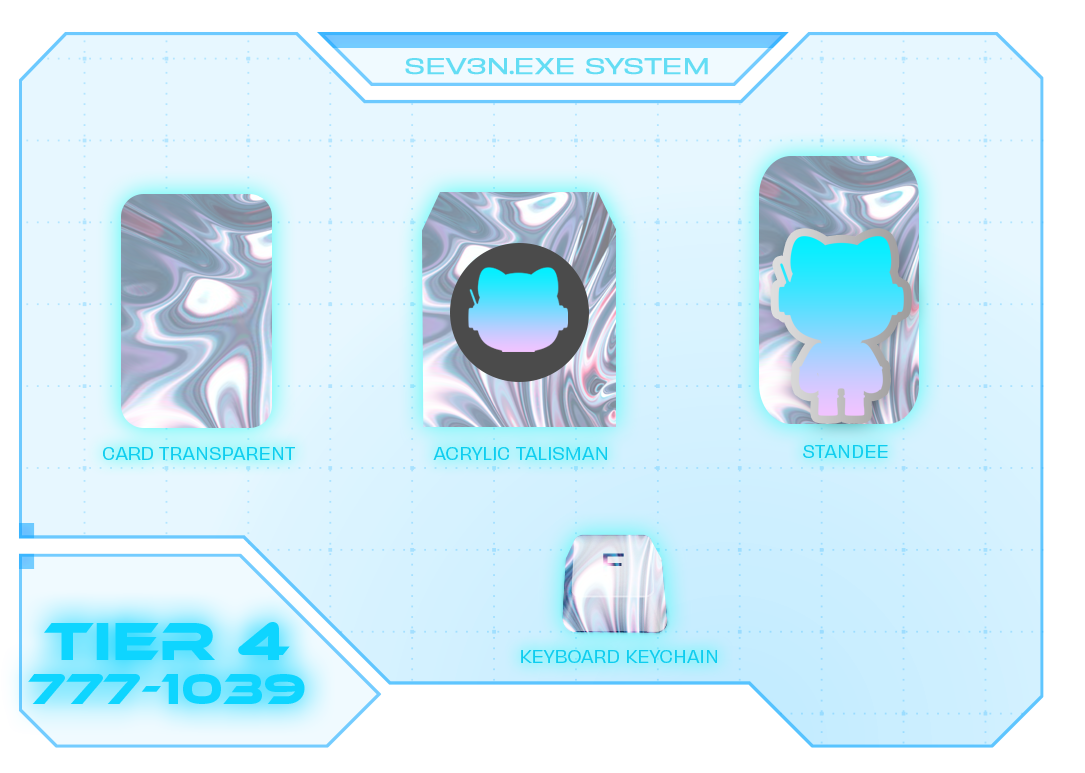 SEV3N.EXE SYSTEM
CARD TRANSPARENT
ACRYLIC TALISMAN
STANDEE
KEYBOARD KEYCHAIN
TIER 4
777-1039